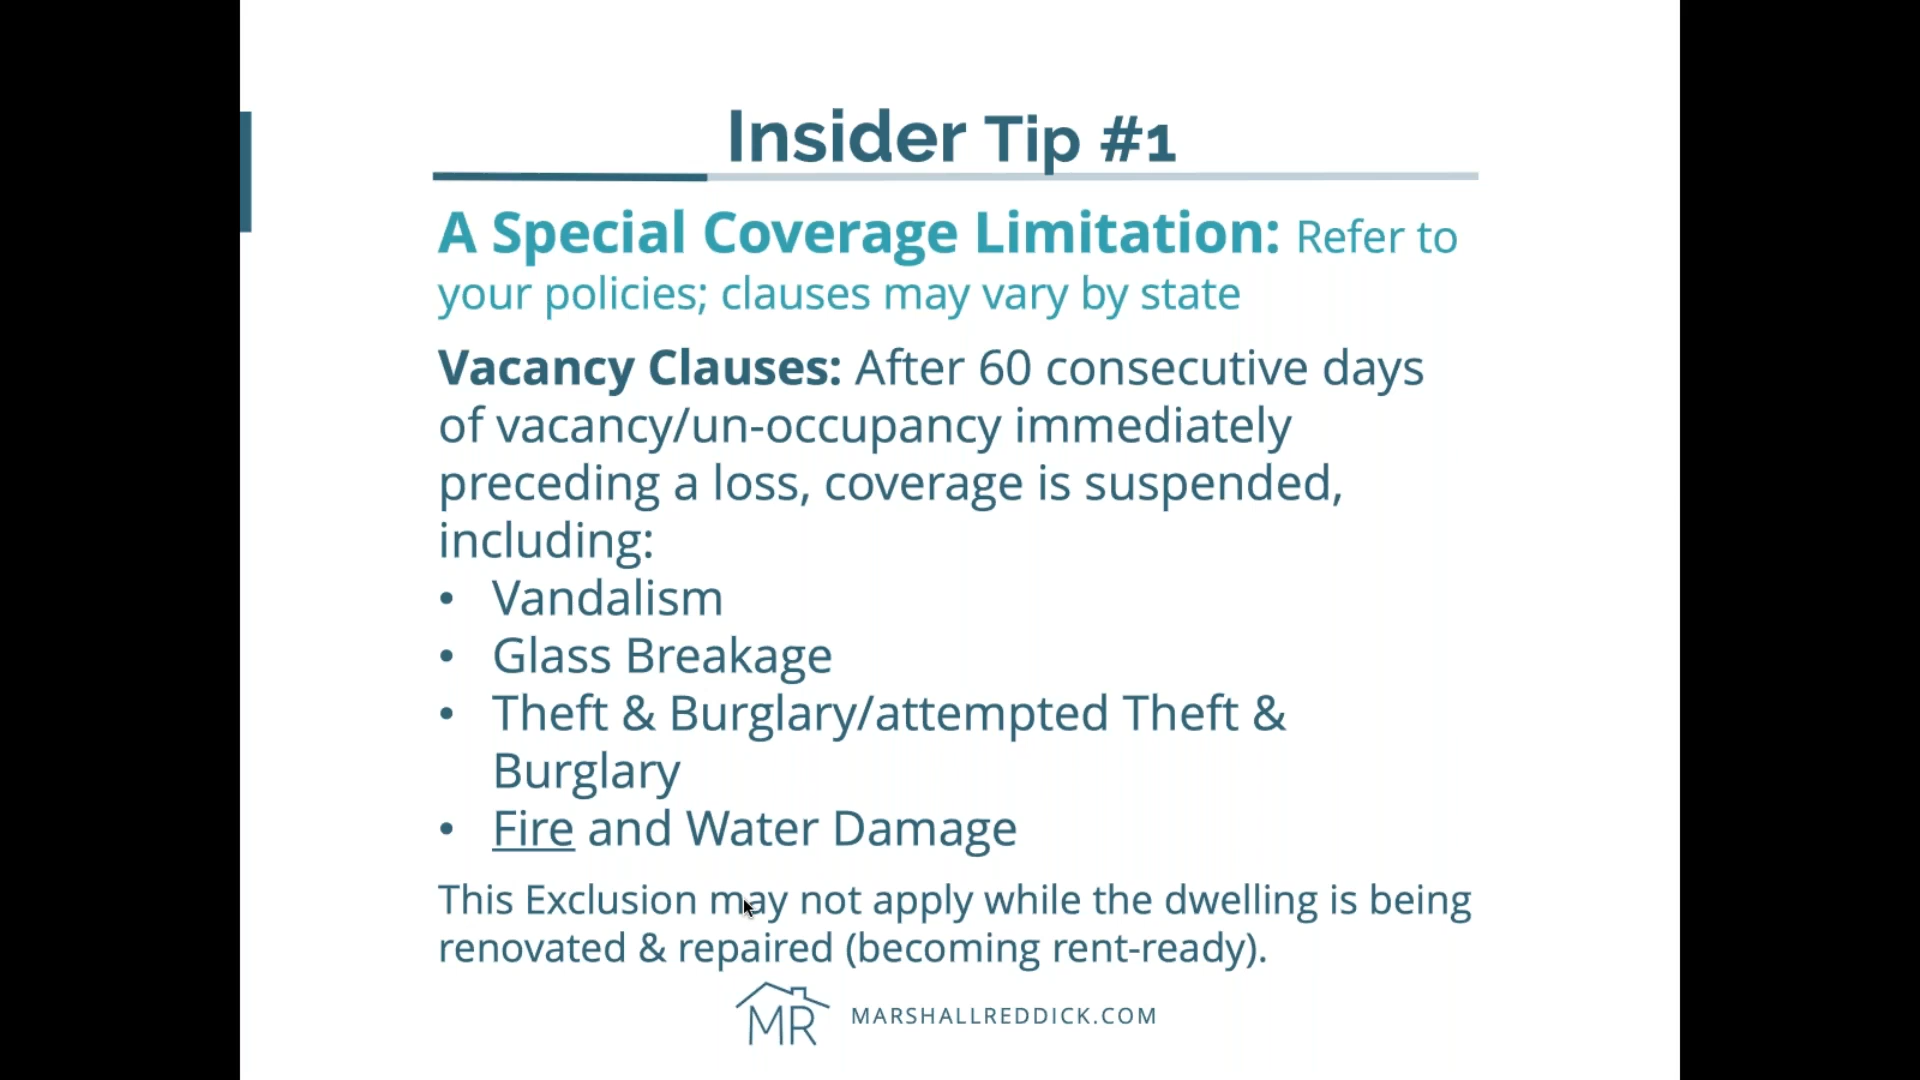 Insider Tip #1
A Special Coverage Limitation: Refer to
your policies; clauses may vary by state
Vacancy Clauses: After 60 consecutive days
of vacancy/un-occupancy immediately
preceding a loss, coverage is suspended,
including:
• Vandalism
• Glass Breakage
• Theft & Burglary/attempted Theft &
Burglary
• Fire and Water Damage
This Exclusion may not apply while the dwelling is being
renovated & repaired (becoming rent-ready).
MR MARSHALLREDDICK.COM